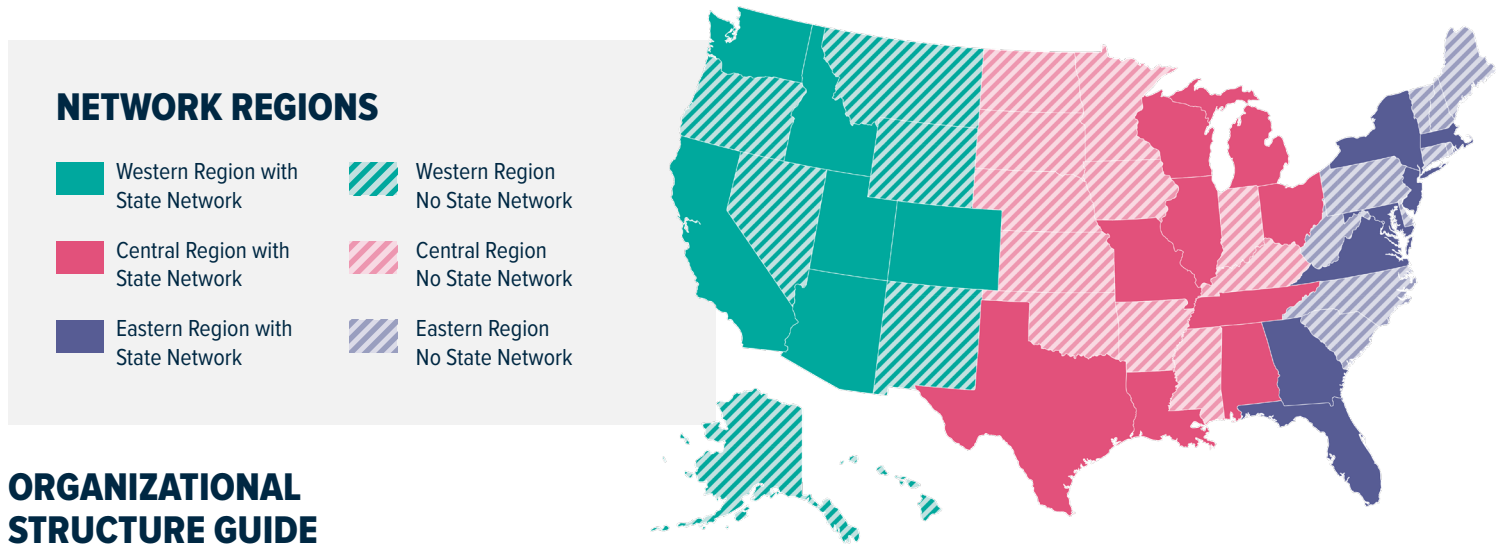 NETWORK REGIONS
Western Region with
State Network
Western Region
No State Network
Central Region with
State Network
Central Region
No State Network
Eastern Region with
State Network
Eastern Region
No State Network
ORGANIZATIONAL
STRUCTURE GUIDE